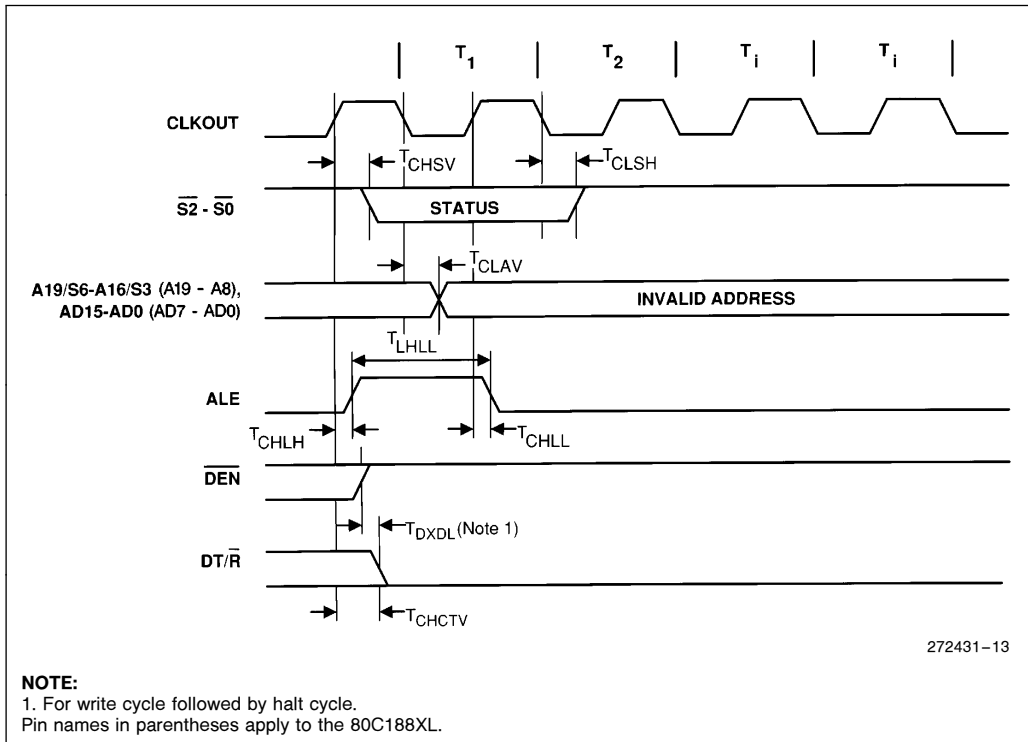 T1 T2 Ti Ti
CLKOUT
TCHSV TCLSH
S2 - S0 STATUS
TCLAV
A19/S6-A16/S3 (A19 - A8),
AD15-AD0 (AD7 - AD0)
INVALID ADDRESS
TLHLL
ALE
TCHLH TCHLL
DEN
TDXDL (Note 1)
DT/R
TCHCTV
272431-13
NOTE:
1. For write cycle followed by halt cycle.
Pin names in parentheses apply to the 80C188XL.